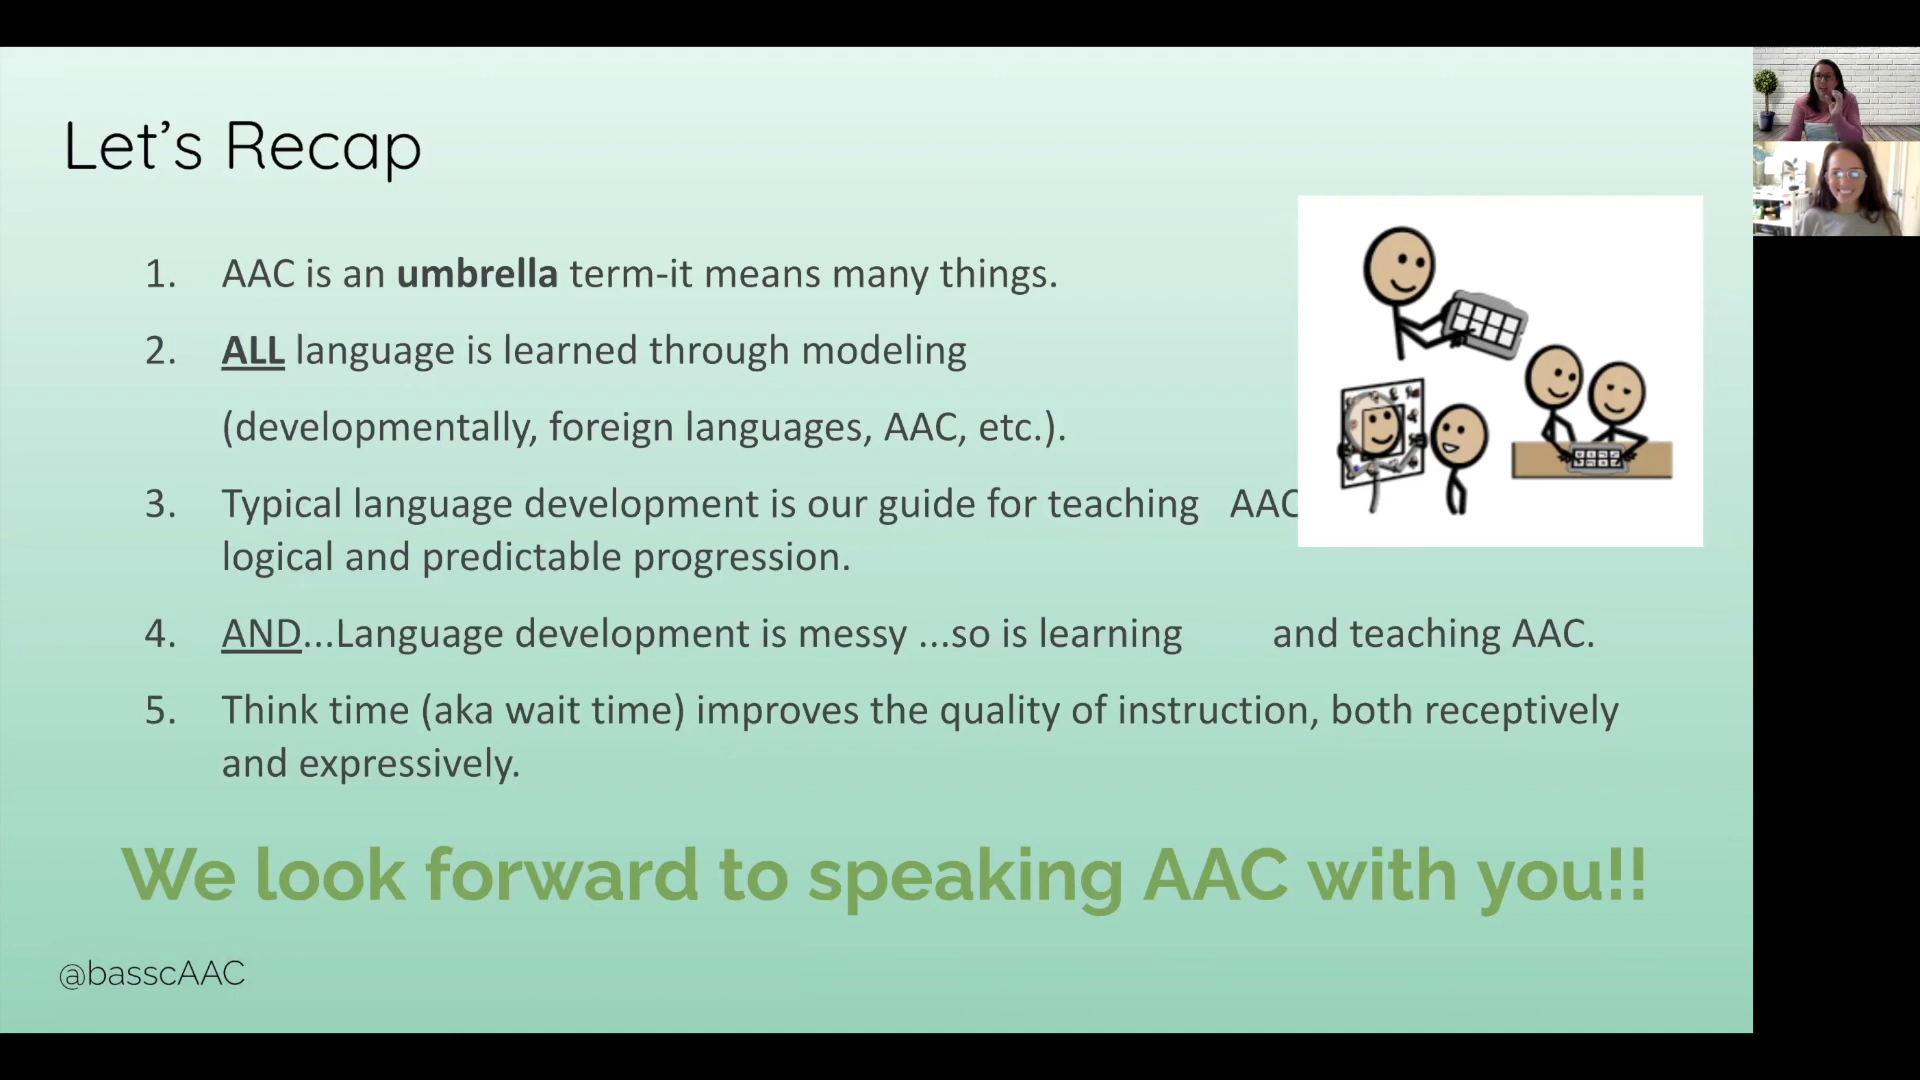 Let's Recap
1. AAC is an umbrella term-it means many things.
2. ALL language is learned through modeling
(developmentally, foreign languages, AAC, etc.).
3. Typical language development is our guide for teaching AAC
logical and predictable progression.
4. AND...Language development is messy ...so is learning and teaching AAC.
5. Think time (aka wait time) improves the quality of instruction, both receptively
and expressively.
We look forward to speaking AAC with you!!
@basscAAC